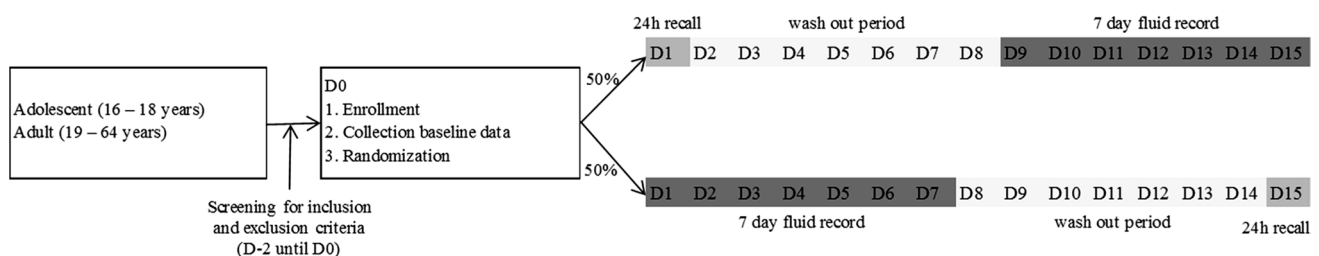 Adolescent (16 – 18 years)
Adult (19 – 64 years)
Screening for inclusion
and exclusion criteria
(D-2 until D0)
D0
1. Enrollment
2. Collection baseline data
3. Randomization
50%
50%
24h recall wash out period 7 day fluid record
D1 D2 D3 D4 D5 D6 D7 D8 D9 D10 D11 D12 D13 D14 D15
D1 D2 D3 D4 D5 D6 D7 D8 D9 D10 D11 D12 D13 D14 D15
7 day fluid record wash out period 24h recall